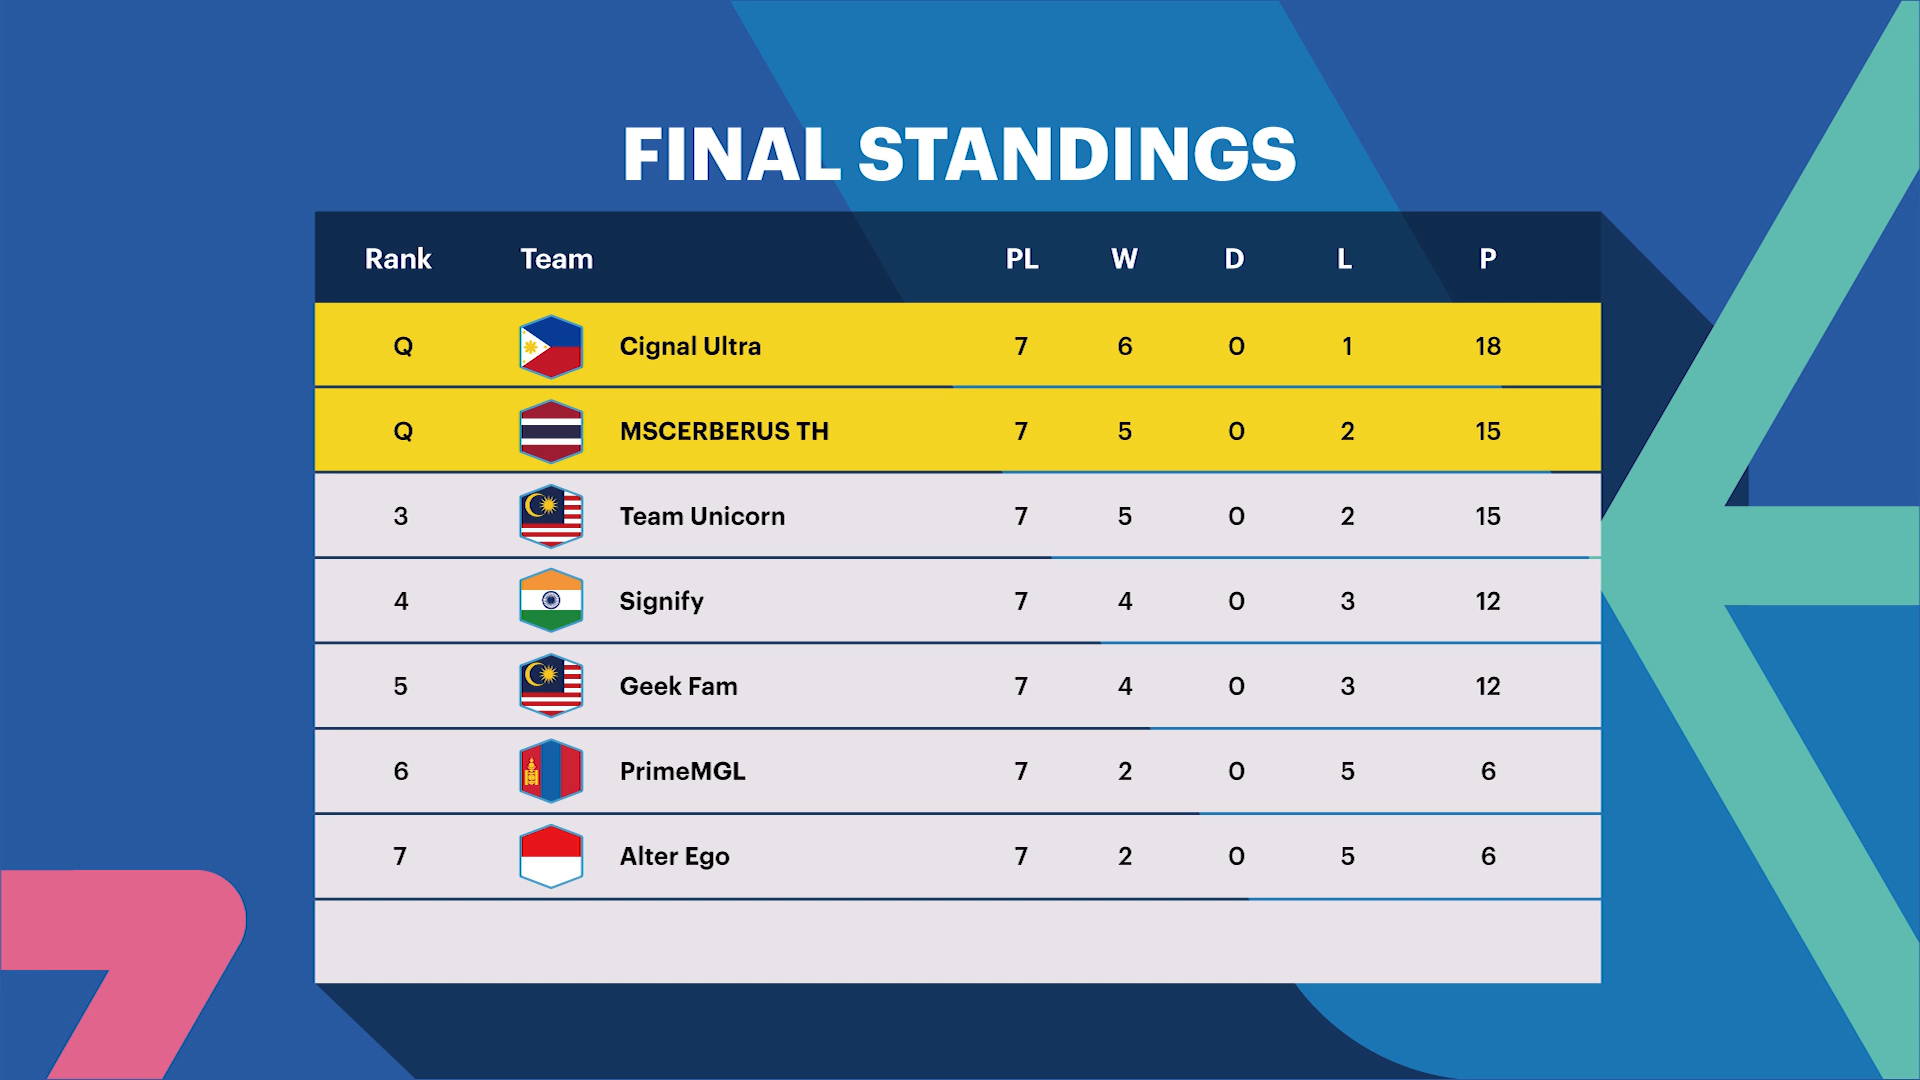 FINAL STANDINGS
Rank Team PL W D L P
Q Cignal Ultra 7 6 0 1 18
Q MSCERBERUS TH 7 5 0 2 15
3 Team Unicorn 7 5 0 2 15
4 Signify 7 4 0 3 12
5 Geek Fam 7 4 0 3 12
6 PrimeMGL 7 2 0 5 6
7 Alter Ego 7 2 0 5 6